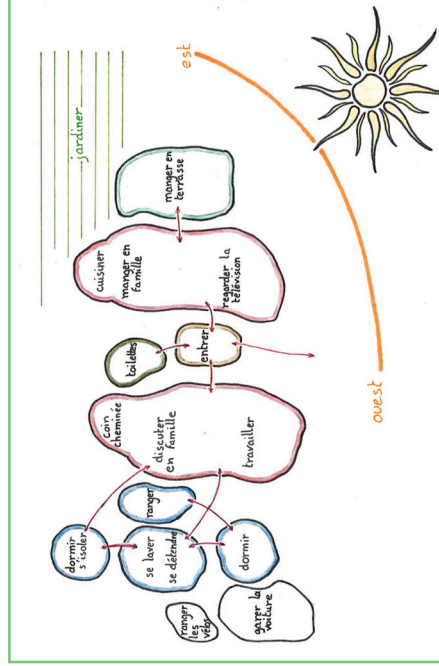 jardiner
est
ouest
manger en
terrasse
cuisiner
manger en
famille
regarder la
télévision
toilettes
entrer
coin
cheminée
discuter
en famille
travailler
ranger
dormir
s'isoler
se laver
se détendre
dormir
ranger
les
vélos
garer la
voiture